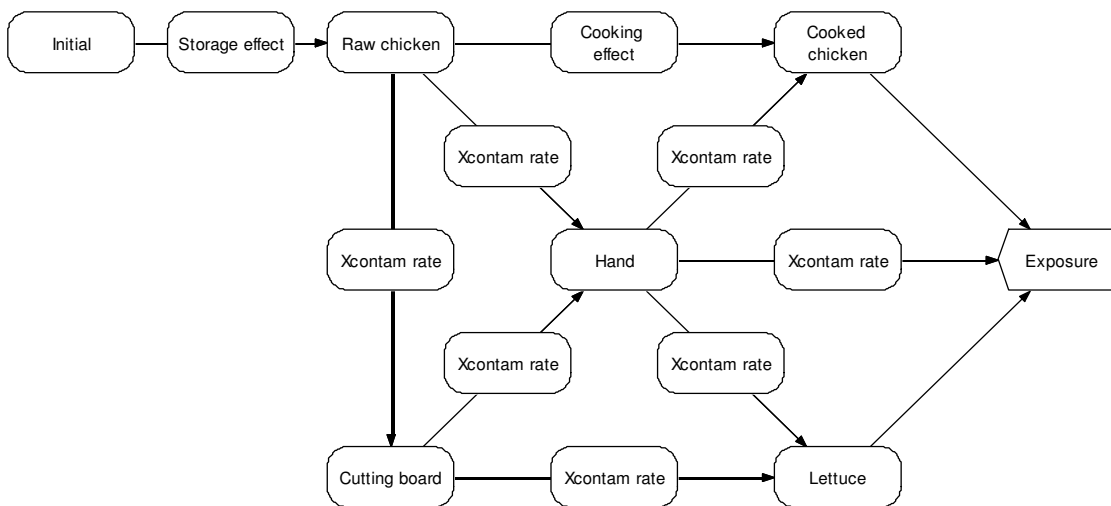 Initial
Storage effect
Raw chicken
Cooking
effect
Cooked
chicken
Xcontam rate
Xcontam rate
Xcontam rate
Hand
Xcontam rate
Exposure
Xcontam rate
Xcontam rate
Cutting board
Xcontam rate
Lettuce